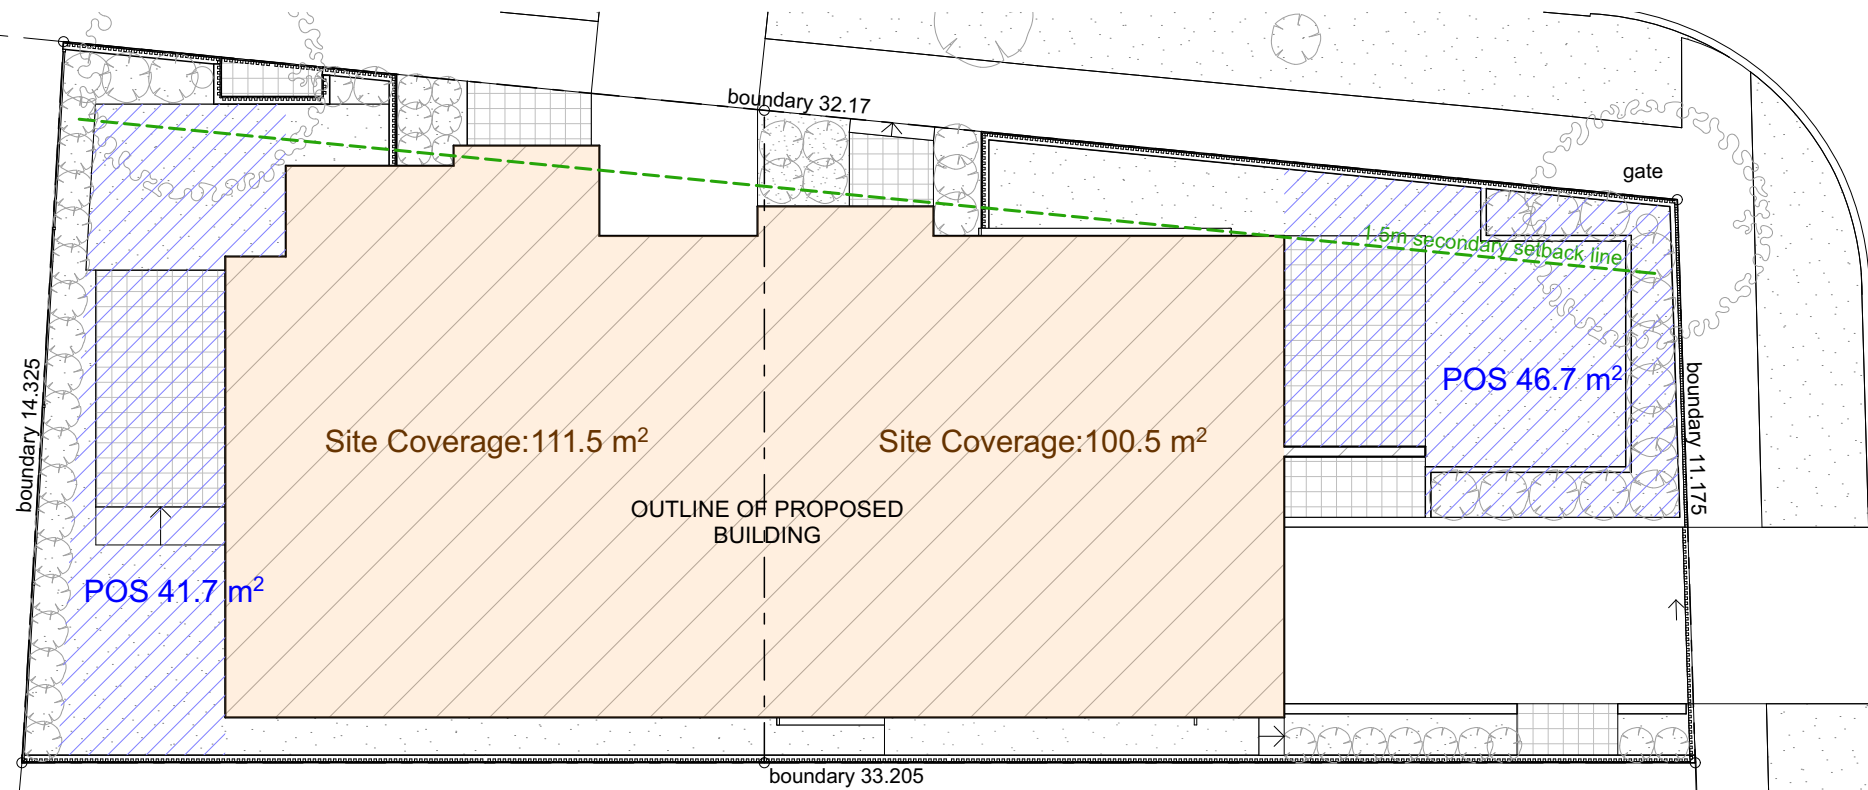 boundary 32.17
gate
1.5m secondary setback line
boundary 14.325
POS 46.7 m²
boundary 11.175
Site Coverage:111.5 m²
Site Coverage:100.5 m²
OUTLINE OF PROPOSED
BUILDING
POS 41.7 m²
boundary 33.205